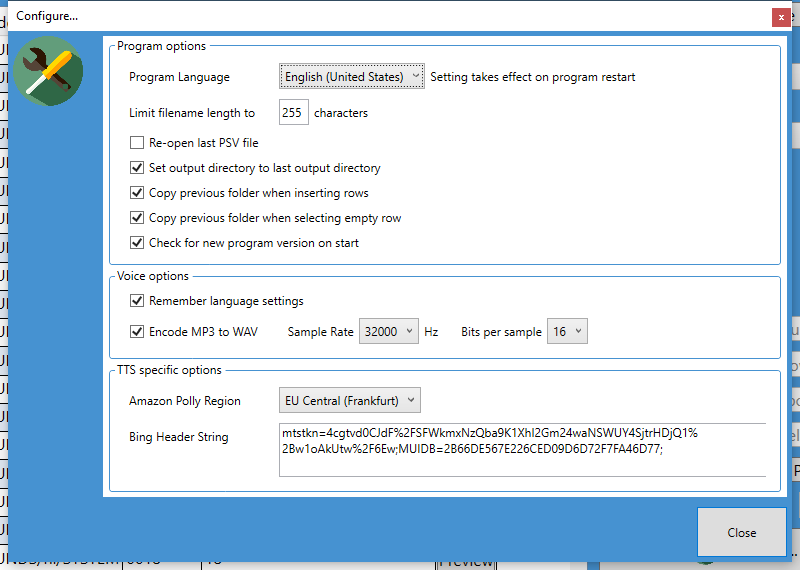 Configure...
x
Program options
Program Language English (United States) Setting takes effect on program restart
Limit filename length to 255 characters
Re-open last PSV file
Set output directory to last output directory
Copy previous folder when inserting rows
Copy previous folder when selecting empty row
Check for new program version on start
Voice options
Remember language settings
Encode MP3 to WAV Sample Rate 32000 Hz Bits per sample 16
TTS specific options
Amazon Polly Region EU Central (Frankfurt)
Bing Header String mtstkn=4cgtvd0CJdF%2FSFWkmxNzQba9K1XhI2Gm24waNSWUY4SjtrHDjQ1%
2Bw1oAkUtw%2F6Ew;MUIDB=2B66DE567E226CED09D6D72F7FA46D77;
Close
Preview